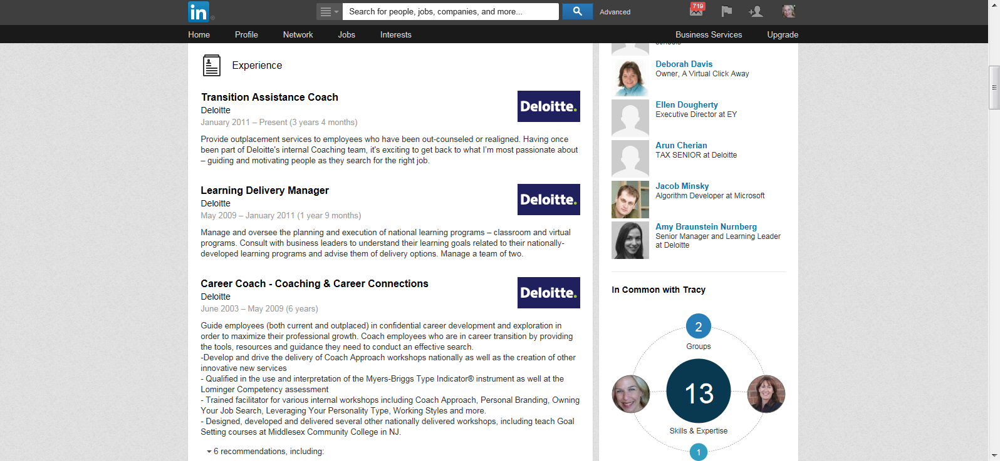 in ®
Search for people, jobs, companies, and more...
Advanced
719
Home Profile Network Jobs Interests Business Services Upgrade
Experience
Transition Assistance Coach
Deloitte
January 2011 – Present (3 years 4 months)
Deloitte.
Provide outplacement services to employees who have been out-counseled or realigned. Having once
been part of Deloitte's internal Coaching team, it's exciting to get back to what I'm most passionate about
– guiding and motivating people as they search for the right job.
Learning Delivery Manager
Deloitte
May 2009 – January 2011 (1 year 9 months)
Deloitte.
Manage and oversee the planning and execution of national learning programs – classroom and virtual
programs. Consult with business leaders to understand their learning goals related to their nationally-
developed learning programs and advise them of delivery options. Manage a team of two.
Career Coach - Coaching & Career Connections
Deloitte
June 2003 – May 2009 (6 years)
Deloitte.
Guide employees (both current and outplaced) in confidential career development and exploration in
order to maximize their professional growth. Coach employees who are in career transition by providing
the tools, resources and guidance they need to conduct an effective search.
-Develop and drive the delivery of Coach Approach workshops nationally as well as the creation of other
innovative new services
- Qualified in the use and interpretation of the Myers-Briggs Type Indicator® instrument as well at the
Lominger Competency assessment
- Trained facilitator for various internal workshops including Coach Approach, Personal Branding, Owning
Your Job Search, Leveraging Your Personality Type, Working Styles and more.
- Designed, developed and delivered several other nationally delivered workshops, including teach Goal
Setting courses at Middlesex Community College in NJ.
6 recommendations, including:
schools
Deborah Davis
Owner, A Virtual Click Away
Ellen Dougherty
Executive Director at EY
Arun Cherian
TAX SENIOR at Deloitte
Jacob Minsky
Algorithm Developer at Microsoft
Amy Braunstein Nurnberg
Senior Manager and Learning Leader
at Deloitte
In Common with Tracy
2
Groups
13
Skills & Expertise
1